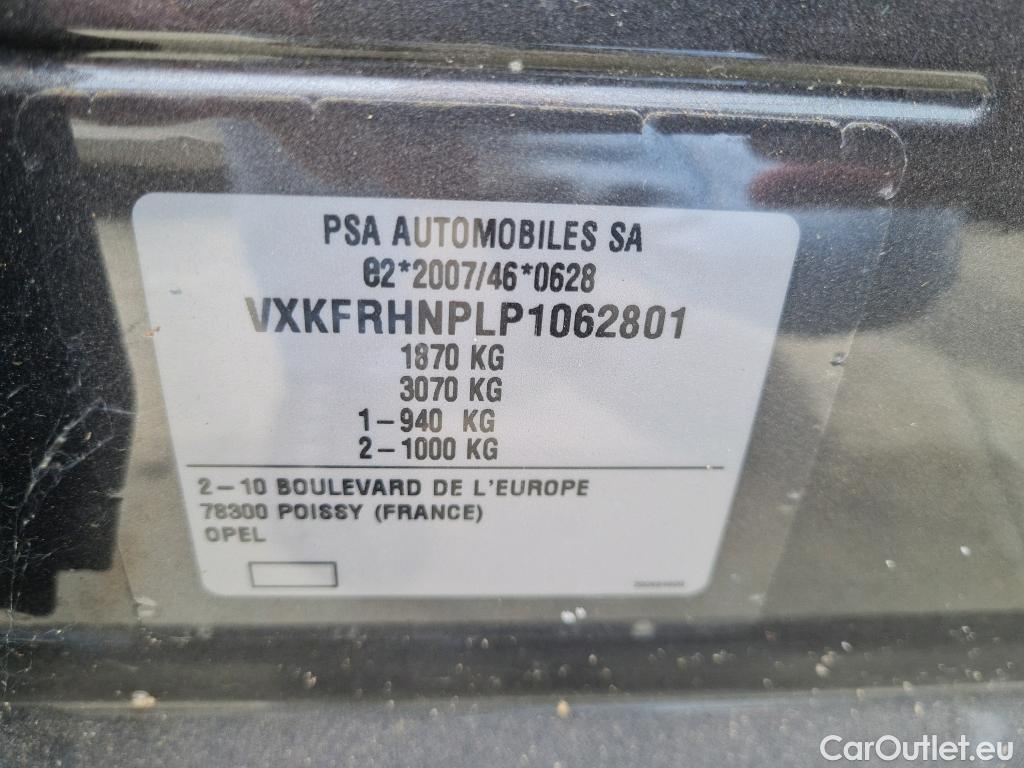 PSA AUTOMOBILES SA
e2*2007/46*0628
VXKFRHNPLP1062801
1870 KG
3070 KG
1-940 KG
2-1000 KG
2-10 BOULEVARD DE L'EUROPE
78300 POISSY (FRANCE)
OPEL
CarOutlet.eu